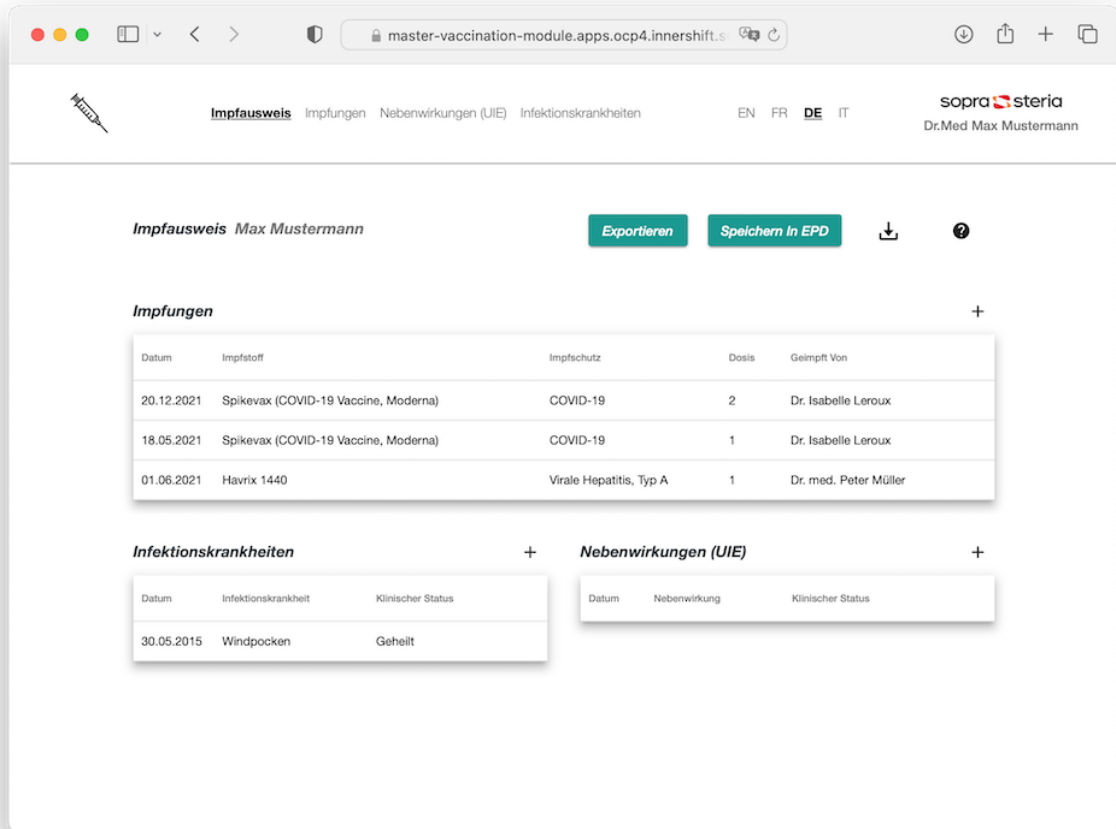 master-vaccination-module.apps.ocp4.innershift.s
Impfausweis Impfungen Nebenwirkungen (UIE) Infektionskrankheiten EN FR DE IT
sopra steria
Dr.Med Max Mustermann
Impfausweis Max Mustermann Exportieren Speichern In EPD
Impfungen
Datum Impfstoff Impfschutz Dosis Geimpft Von
20.12.2021 Spikevax (COVID-19 Vaccine, Moderna) COVID-19 2 Dr. Isabelle Leroux
18.05.2021 Spikevax (COVID-19 Vaccine, Moderna) COVID-19 1 Dr. Isabelle Leroux
01.06.2021 Havrix 1440 Virale Hepatitis, Typ A 1 Dr. med. Peter Müller
Infektionskrankheiten
Datum Infektionskrankheit Klinischer Status
30.05.2015 Windpocken Geheilt
Nebenwirkungen (UIE)
Datum Nebenwirkung Klinischer Status